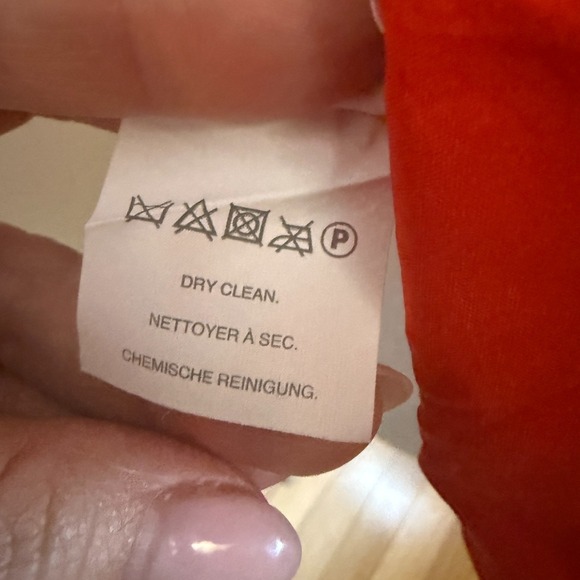 P
DRY CLEAN.
NETTOYER À SEC.
CHEMISCHE REINIGUNG.